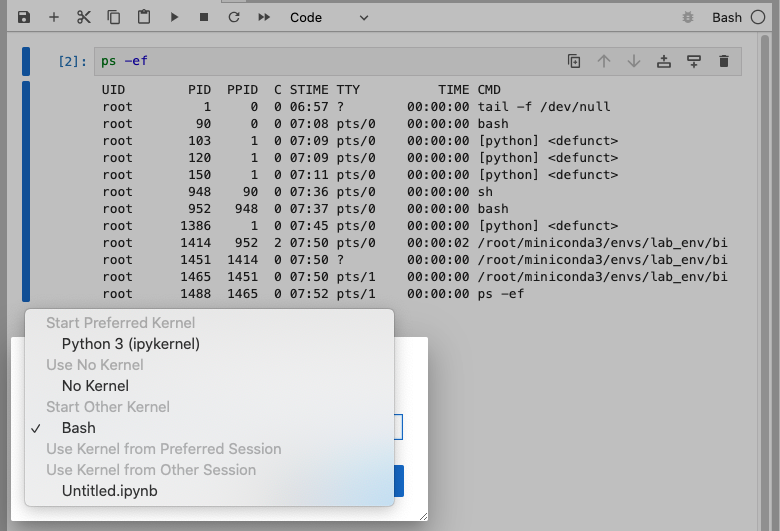 Code
Bash
[2]: ps -ef
UID PID PPID C STIME TTY TIME CMD
root 1 0 0 06:57 ? 00:00:00 tail -f /dev/null
root 90 0 0 07:08 pts/0 00:00:00 bash
root 103 1 0 07:09 pts/0 00:00:00 [python] <defunct>
root 120 1 0 07:09 pts/0 00:00:00 [python] <defunct>
root 150 1 0 07:11 pts/0 00:00:00 [python] <defunct>
root 948 90 0 07:36 pts/0 00:00:00 sh
root 952 948 0 07:37 pts/0 00:00:00 bash
root 1386 1 0 07:45 pts/0 00:00:00 [python] <defunct>
root 1414 952 2 07:50 pts/0 00:00:02 /root/miniconda3/envs/lab_env/bi
root 1451 1414 0 07:50 ? 00:00:00 /root/miniconda3/envs/lab_env/bi
root 1465 1451 0 07:50 pts/1 00:00:00 /root/miniconda3/envs/lab_env/bi
root 1488 1465 0 07:52 pts/1 00:00:00 ps -ef
Start Preferred Kernel
Python 3 (ipykernel)
Use No Kernel
No Kernel
Start Other Kernel
✓ Bash
Use Kernel from Preferred Session
Use Kernel from Other Session
Untitled.ipynb